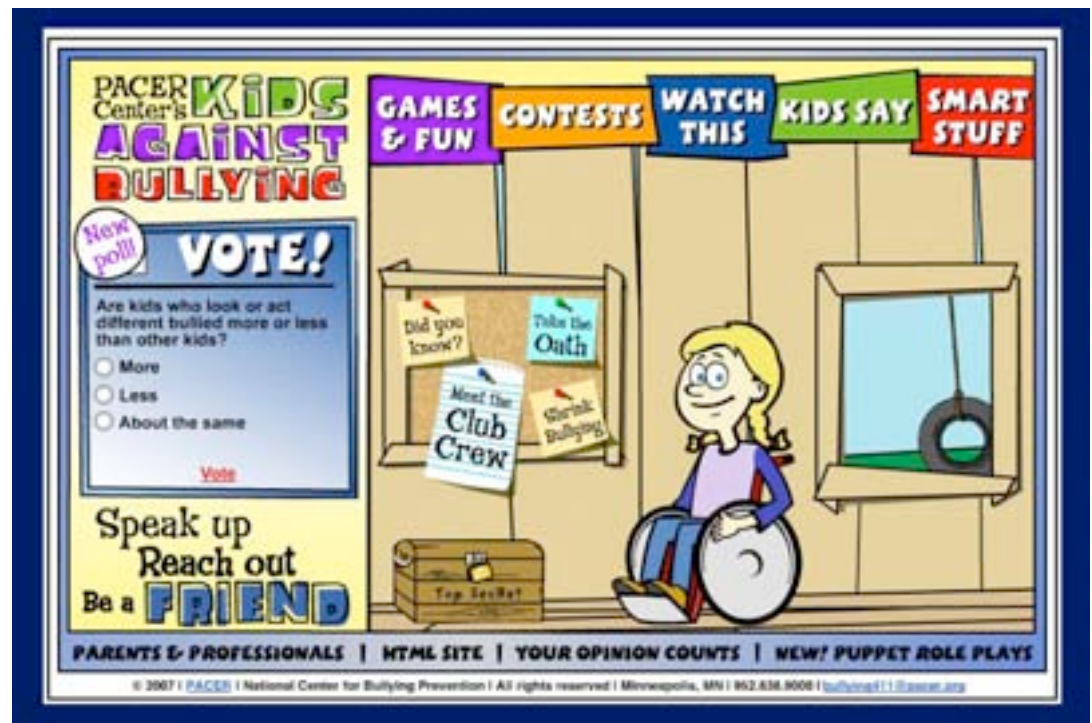 PACER
Center's KiDS
AGAiNST
BULLYiNG
New
poll!
VOTE!
Are kids who look or act
different bullied more or less
than other kids?
More
Less
About the same
Vote
Speak up
Reach out
Be a FRIEND
GAMES
& FUN
CONTESTS
WATCH
THIS
KIDS SAY
SMART
STUFF
Did you
know?
Take the
Oath
Meet the
Club
Crew
Shrink
Bullying
Top SecRet
PARENTS & PROFESSIONALS | HTML SITE | YOUR OPINION COUNTS | NEW! PUPPET ROLE PLAYS
© 2007 | PACER | National Center for Bullying Prevention | All rights reserved | Minneapolis, MN | 952.838.9000 | bullying411@pacer.org